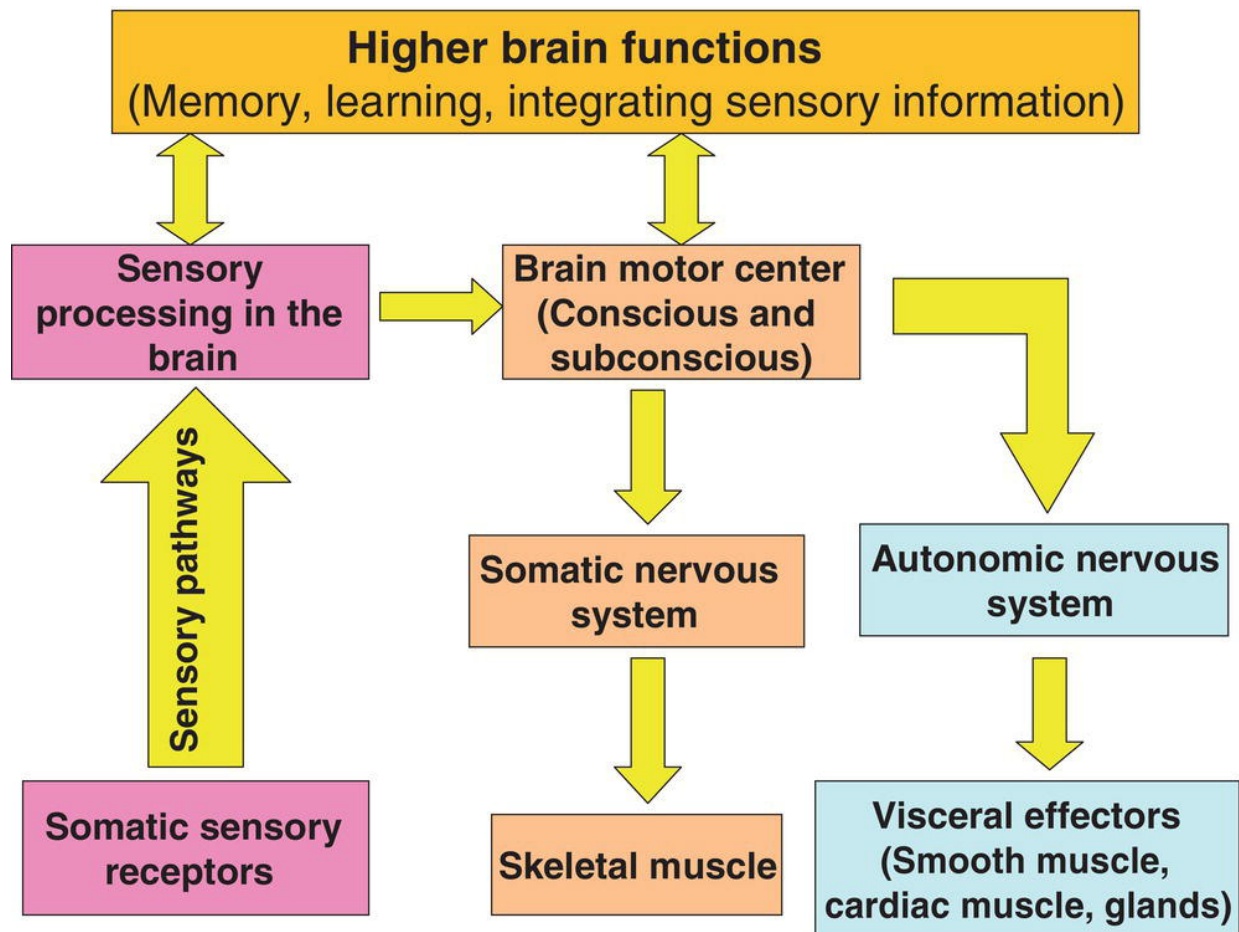 Higher brain functions
(Memory, learning, integrating sensory information)
Sensory
processing in the
brain
Brain motor center
(Conscious and
subconscious)
Sensory pathways
Somatic nervous
system
Autonomic nervous
system
Somatic sensory
receptors
Skeletal muscle
Visceral effectors
(Smooth muscle,
cardiac muscle, glands)